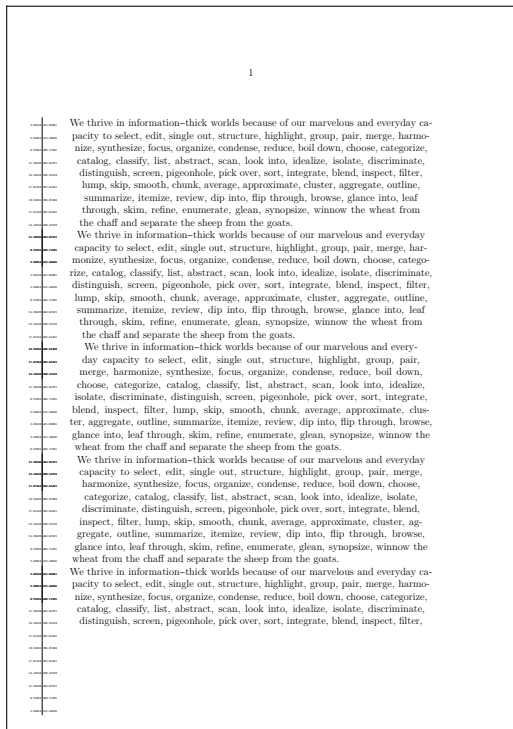 1
We thrive in information–thick worlds because of our marvelous and everyday ca-
pacity to select, edit, single out, structure, highlight, group, pair, merge, harmo-
nize, synthesize, focus, organize, condense, reduce, boil down, choose, categorize,
catalog, classify, list, abstract, scan, look into, idealize, isolate, discriminate,
distinguish, screen, pigeonhole, pick over, sort, integrate, blend, inspect, filter,
lump, skip, smooth, chunk, average, approximate, cluster, aggregate, outline,
summarize, itemize, review, dip into, flip through, browse, glance into, leaf
through, skim, refine, enumerate, glean, synopsize, winnow the wheat from
the chaff and separate the sheep from the goats.
We thrive in information–thick worlds because of our marvelous and everyday
capacity to select, edit, single out, structure, highlight, group, pair, merge, har-
monize, synthesize, focus, organize, condense, reduce, boil down, choose, catego-
rize, catalog, classify, list, abstract, scan, look into, idealize, isolate, discriminate,
distinguish, screen, pigeonhole, pick over, sort, integrate, blend, inspect, filter,
lump, skip, smooth, chunk, average, approximate, cluster, aggregate, outline,
summarize, itemize, review, dip into, flip through, browse, glance into, leaf
through, skim, refine, enumerate, glean, synopsize, winnow the wheat from
the chaff and separate the sheep from the goats.
We thrive in information–thick worlds because of our marvelous and every-
day capacity to select, edit, single out, structure, highlight, group, pair,
merge, harmonize, synthesize, focus, organize, condense, reduce, boil down,
choose, categorize, catalog, classify, list, abstract, scan, look into, idealize,
isolate, discriminate, distinguish, screen, pigeonhole, pick over, sort, integrate,
blend, inspect, filter, lump, skip, smooth, chunk, average, approximate, clus-
ter, aggregate, outline, summarize, itemize, review, dip into, flip through, browse,
glance into, leaf through, skim, refine, enumerate, glean, synopsize, winnow the
wheat from the chaff and separate the sheep from the goats.
We thrive in information–thick worlds because of our marvelous and everyday
capacity to select, edit, single out, structure, highlight, group, pair, merge,
harmonize, synthesize, focus, organize, condense, reduce, boil down, choose,
categorize, catalog, classify, list, abstract, scan, look into, idealize, isolate,
discriminate, distinguish, screen, pigeonhole, pick over, sort, integrate, blend,
inspect, filter, lump, skip, smooth, chunk, average, approximate, cluster, ag-
gregate, outline, summarize, itemize, review, dip into, flip through, browse,
glance into, leaf through, skim, refine, enumerate, glean, synopsize, winnow the
wheat from the chaff and separate the sheep from the goats.
We thrive in information–thick worlds because of our marvelous and everyday ca-
pacity to select, edit, single out, structure, highlight, group, pair, merge, harmo-
nize, synthesize, focus, organize, condense, reduce, boil down, choose, categorize,
catalog, classify, list, abstract, scan, look into, idealize, isolate, discriminate,
distinguish, screen, pigeonhole, pick over, sort, integrate, blend, inspect, filter,